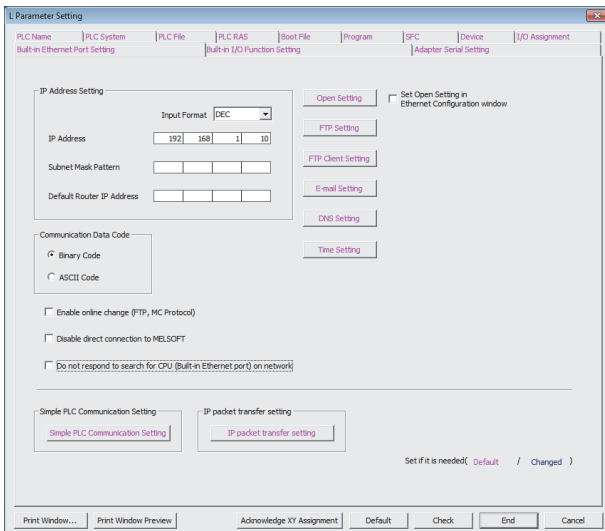 L Parameter Setting
PLC Name PLC System PLC File PLC RAS Boot File Program SFC Device I/O Assignment
Built-in Ethernet Port Setting Built-in I/O Function Setting Adapter Serial Setting
IP Address Setting
Input Format DEC
IP Address 192 168 1 10
Subnet Mask Pattern
Default Router IP Address
Open Setting
Set Open Setting in
Ethernet Configuration window
FTP Setting
FTP Client Setting
E-mail Setting
DNS Setting
Time Setting
Communication Data Code
Binary Code
ASCII Code
Enable online change (FTP, MC Protocol)
Disable direct connection to MELSOFT
Do not respond to search for CPU (Built-in Ethernet port) on network
Simple PLC Communication Setting
Simple PLC Communication Setting
IP packet transfer setting
IP packet transfer setting
Set if it is needed( Default / Changed )
Print Window... Print Window Preview Acknowledge XY Assignment Default Check End Cancel